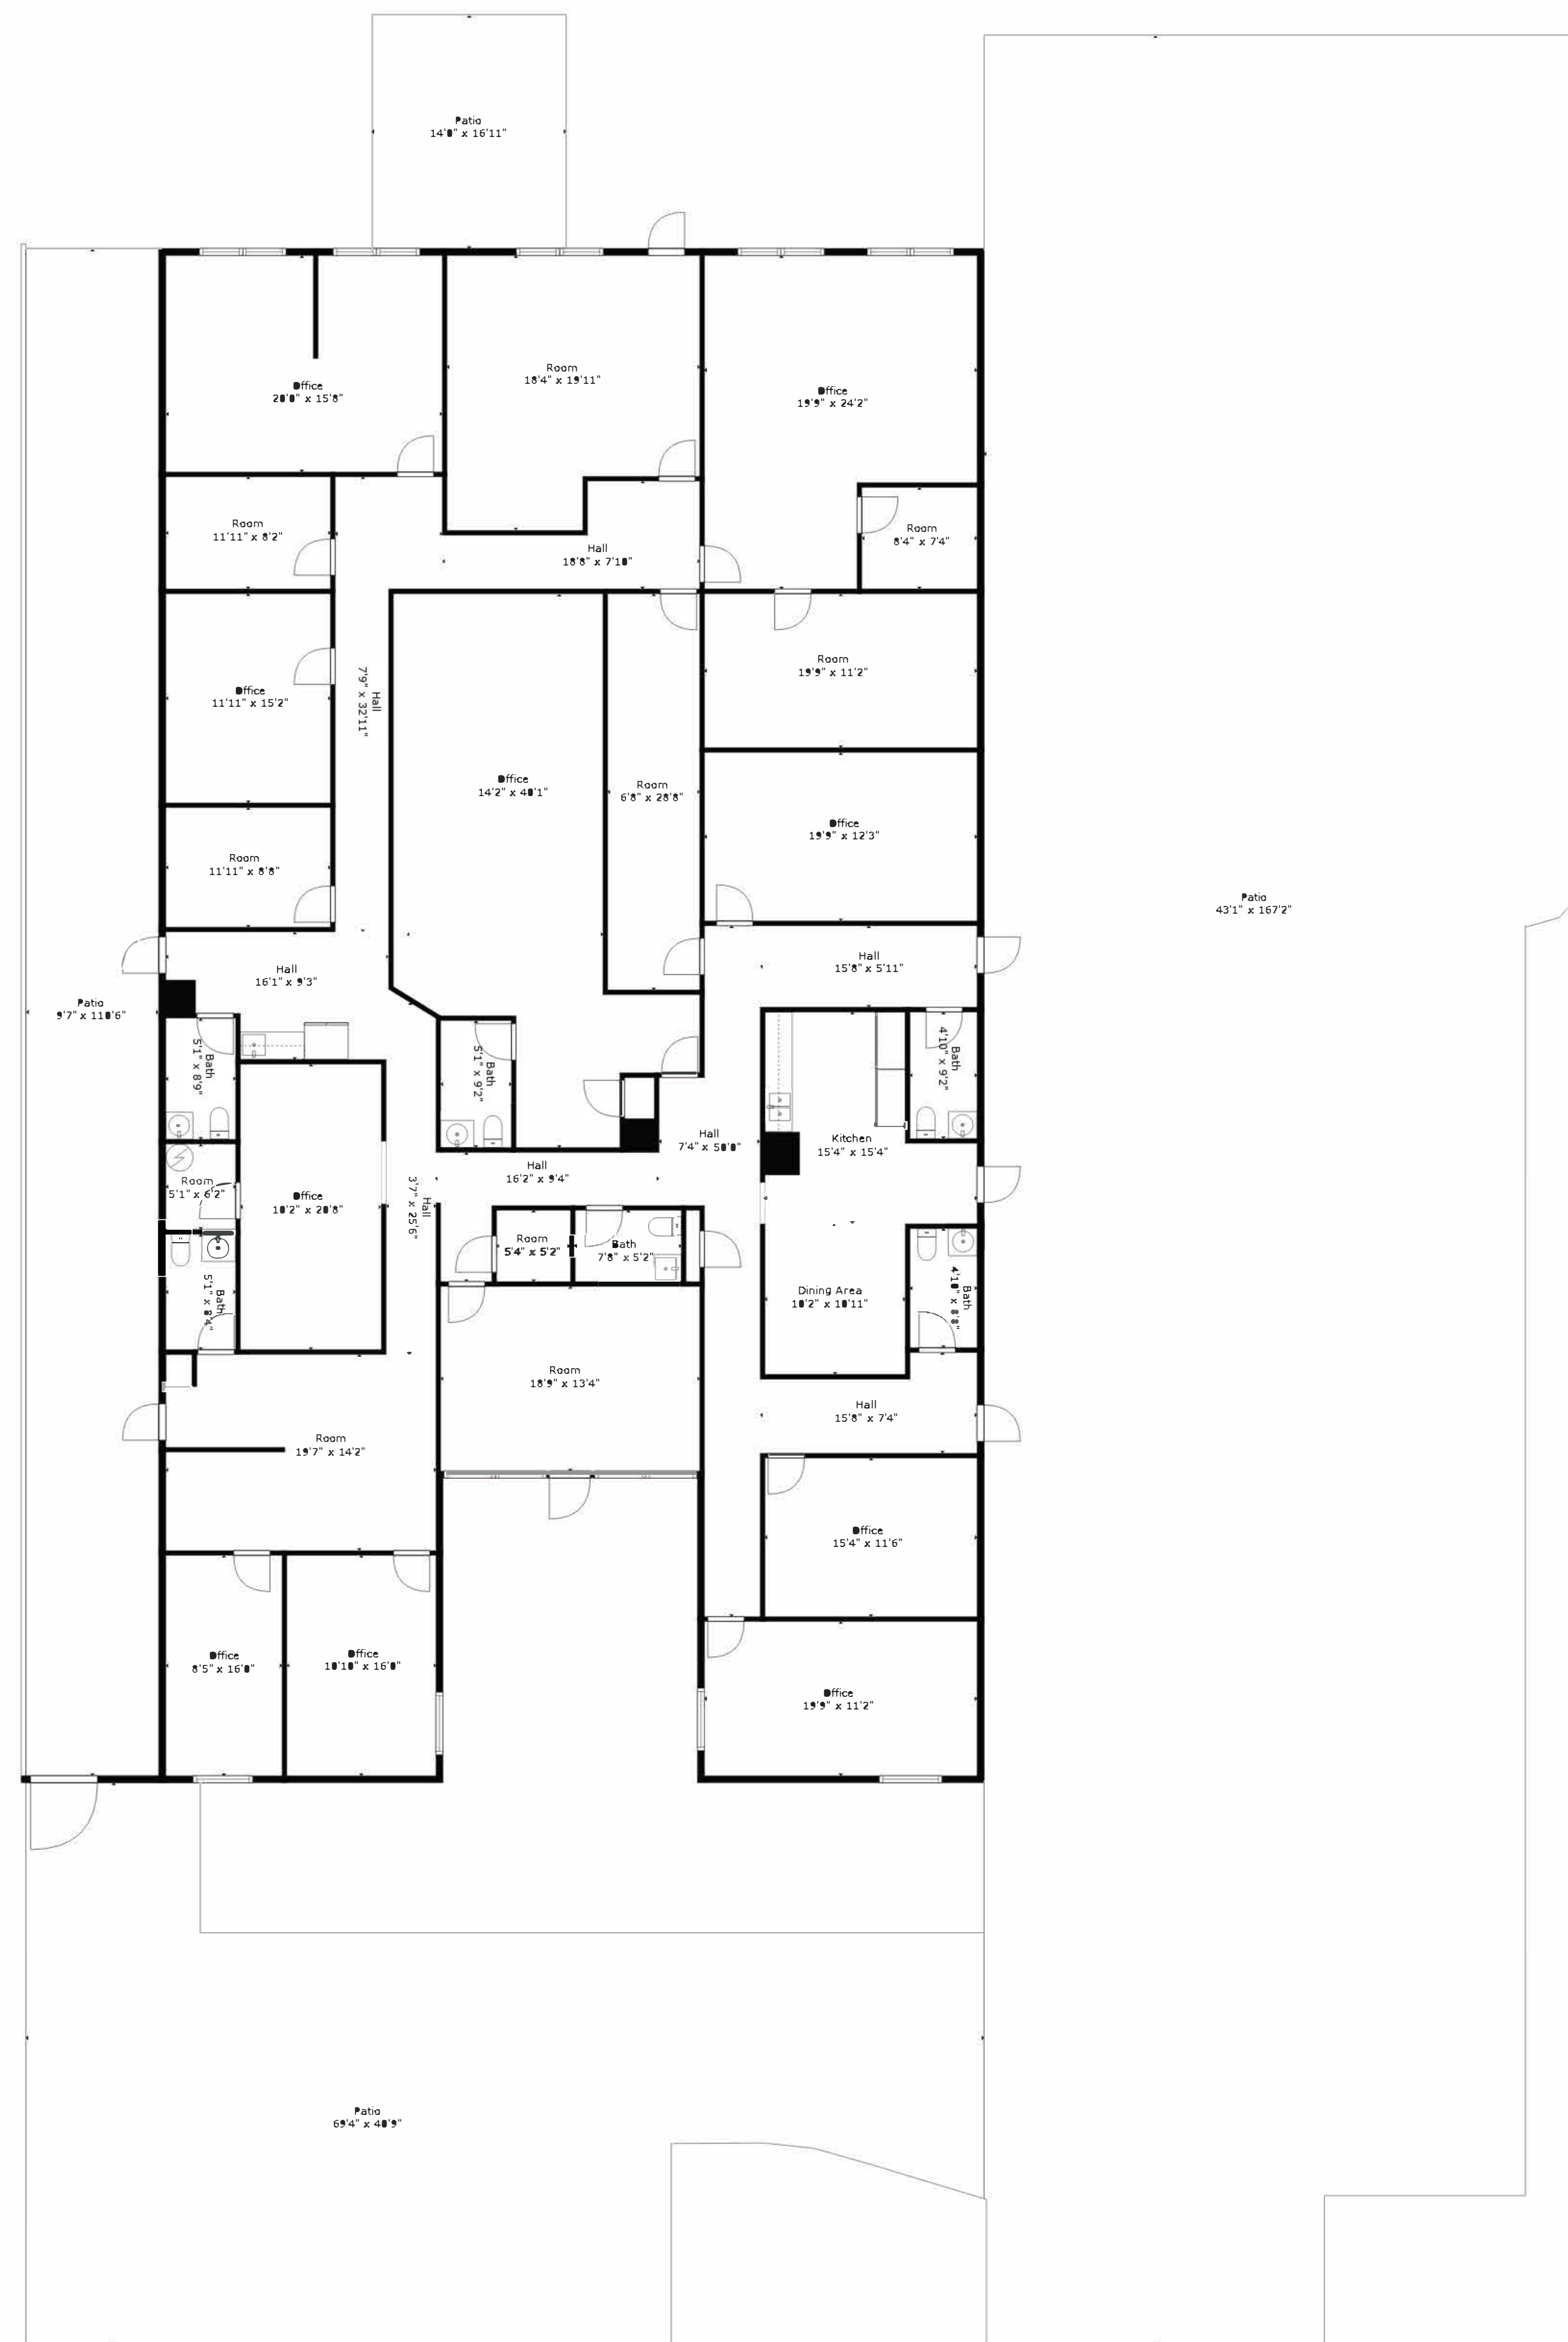 Patio
14'0" x 16'11"
Room
18'4" x 19'11"
Office
20'0" x 15'8"
Office
19'9" x 24'2"
Room
11'11" x 8'2"
Room
8'4" x 7'4"
Hall
18'8" x 7'10"
Room
19'9" x 11'2"
Office
11'11" x 15'2"
Hall
7'9" x 32'11"
Office
14'2" x 40'1"
Room
6'8" x 28'8"
Office
19'9" x 12'3"
Room
11'11" x 8'8"
Patio
43'1" x 167'2"
Hall
15'8" x 5'11"
Hall
16'1" x 9'3"
Patio
9'7" x 110'6"
Bath
5'1" x 8'9"
Bath
5'1" x 9'2"
Bath
4'10" x 9'2"
Hall
7'4" x 50'0"
Kitchen
15'4" x 15'4"
Hall
16'2" x 9'4"
Room
5'1" x 6'2"
Office
10'2" x 20'8"
Hall
3'7" x 25'6"
Room
5'4" x 5'2"
Bath
7'8" x 5'2"
Bath
5'1" x 8'4"
Dining Area
10'2" x 10'11"
Bath
4'10" x 8'8"
Room
18'9" x 13'4"
Hall
15'8" x 7'4"
Room
19'7" x 14'2"
Office
15'4" x 11'6"
Office
8'5" x 16'0"
Office
10'10" x 16'0"
Office
19'9" x 11'2"
Patio
69'4" x 40'9"